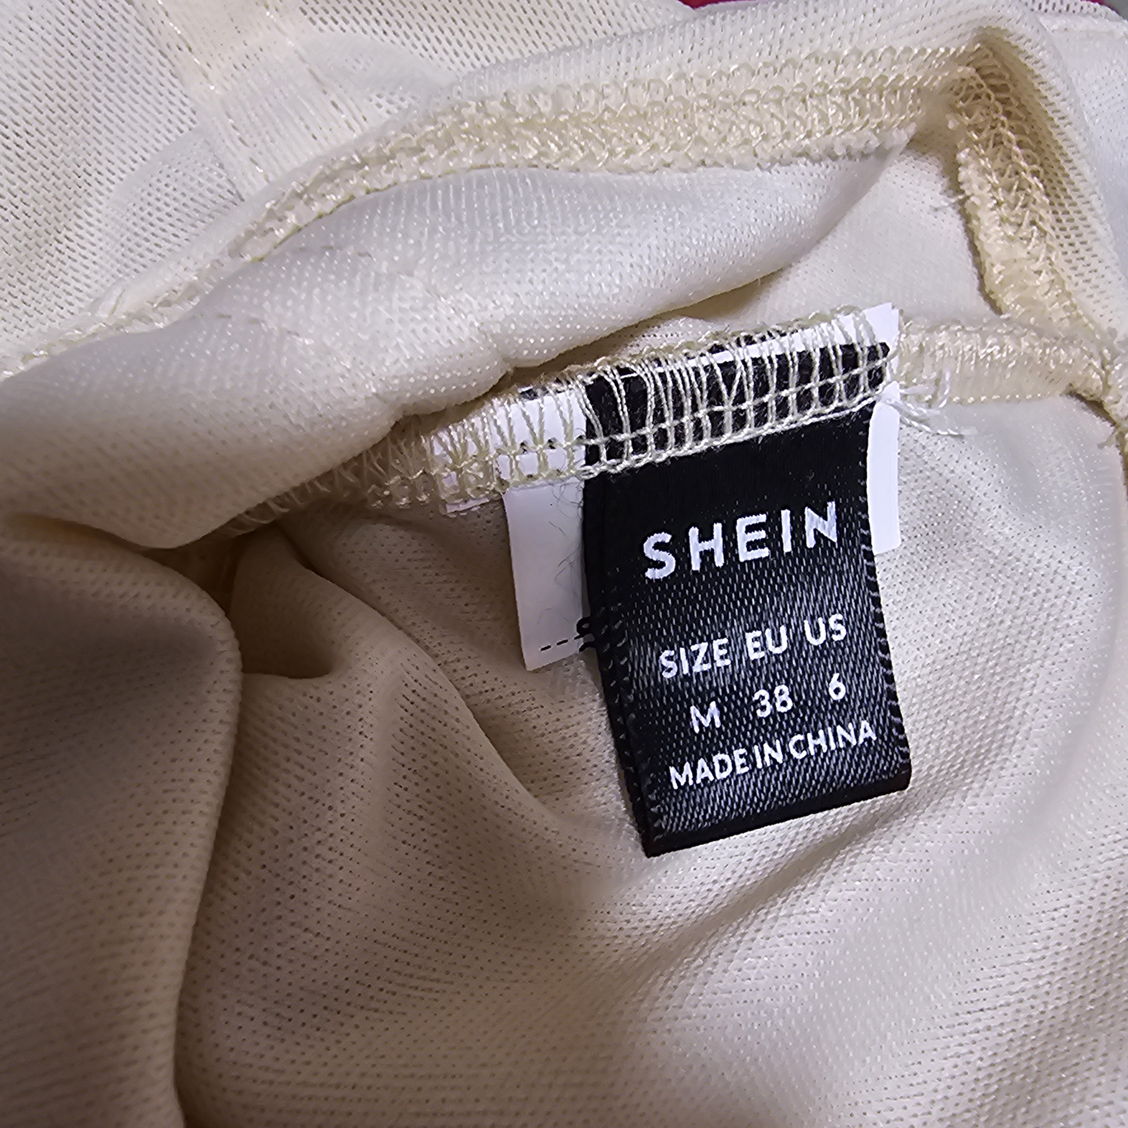 SHEIN
SIZE EU US
M 38 6
MADE IN CHINA